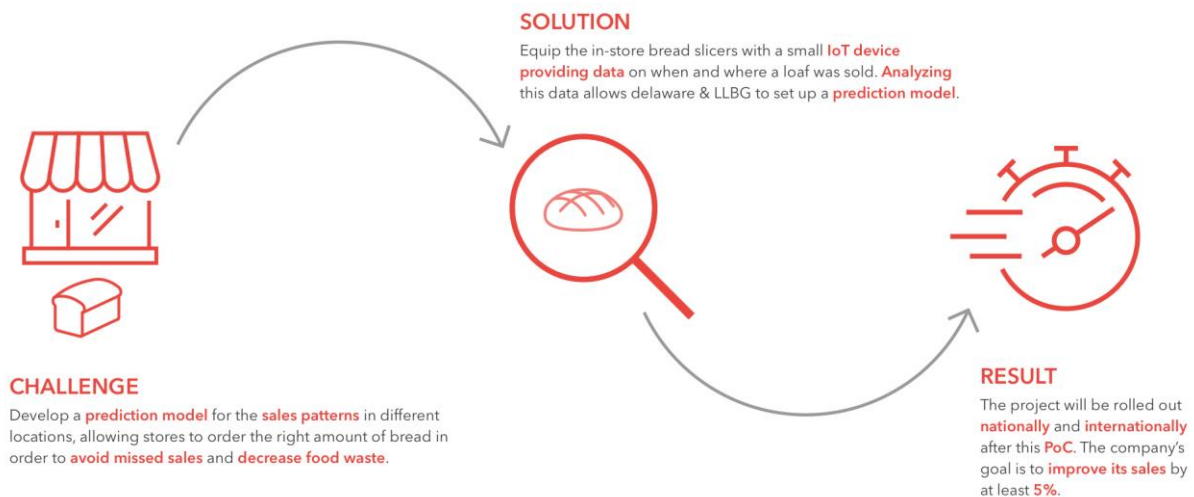 SOLUTION
Equip the in-store bread slicers with a small IoT device
providing data on when and where a loaf was sold. Analyzing
this data allows delaware & LLBG to set up a prediction model.
CHALLENGE
Develop a prediction model for the sales patterns in different
locations, allowing stores to order the right amount of bread in
order to avoid missed sales and decrease food waste.
RESULT
The project will be rolled out
nationally and internationally
after this PoC. The company's
goal is to improve its sales by
at least 5%.